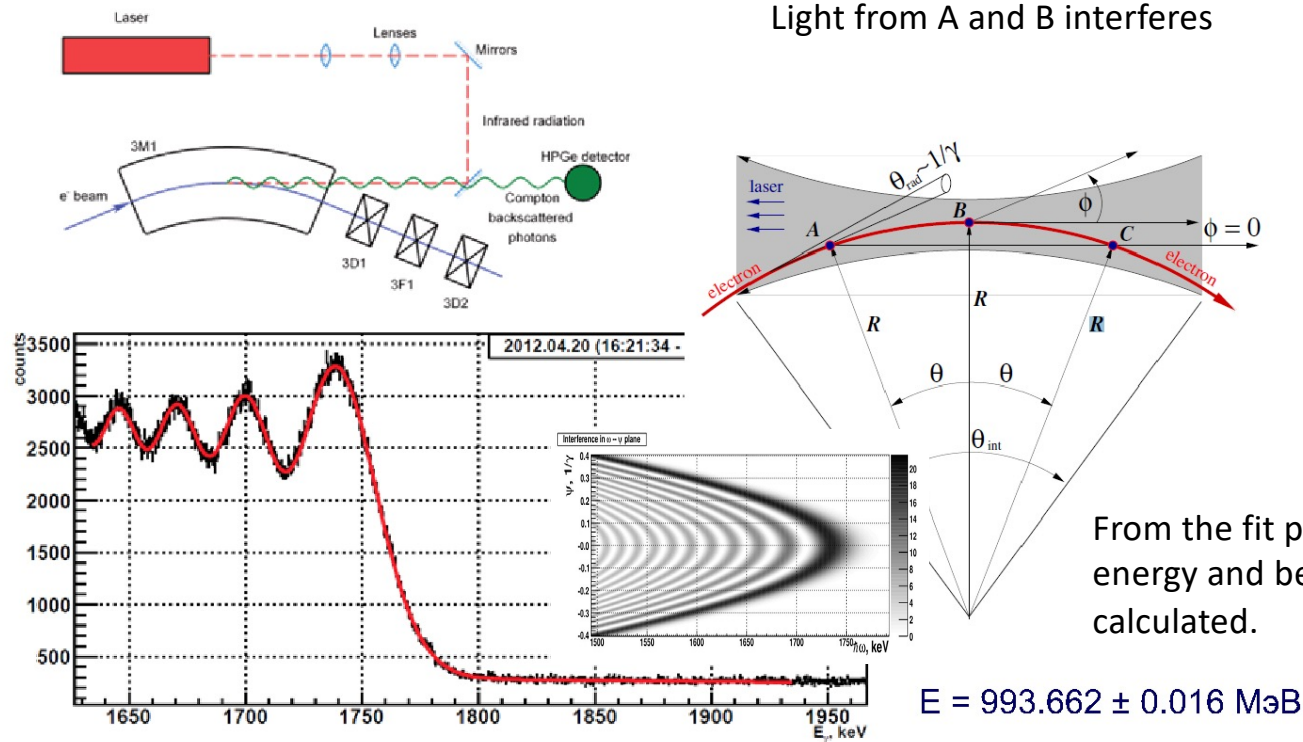 Light from A and B interferes
Laser
Lenses
Mirrors
Infrared radiation
3M1
HPGe detector
e⁻ beam
Compton
backscattered
photons
3D1
3F1
3D2
θrad~1/γ
laser
B
ϕ
A
C
ϕ = 0
electron
electron
R
R
R
θ
θ
θint
counts
3500
3000
2500
2000
1500
1000
500
2012.04.20 (16:21:34 -
1650
1700
1750
1800
1850
1900
1950
Eγ, keV
Interference in ω – ψ plane
ψ, 1/γ
0.4
0.3
0.2
0.1
-0.0
-0.1
-0.2
-0.3
-0.4
1500
1550
1600
1650
1700
1750
ħω, keV
20
18
16
14
12
10
8
6
4
2
0
From the fit p
energy and be
calculated.
E = 993.662 ± 0.016 МэВ